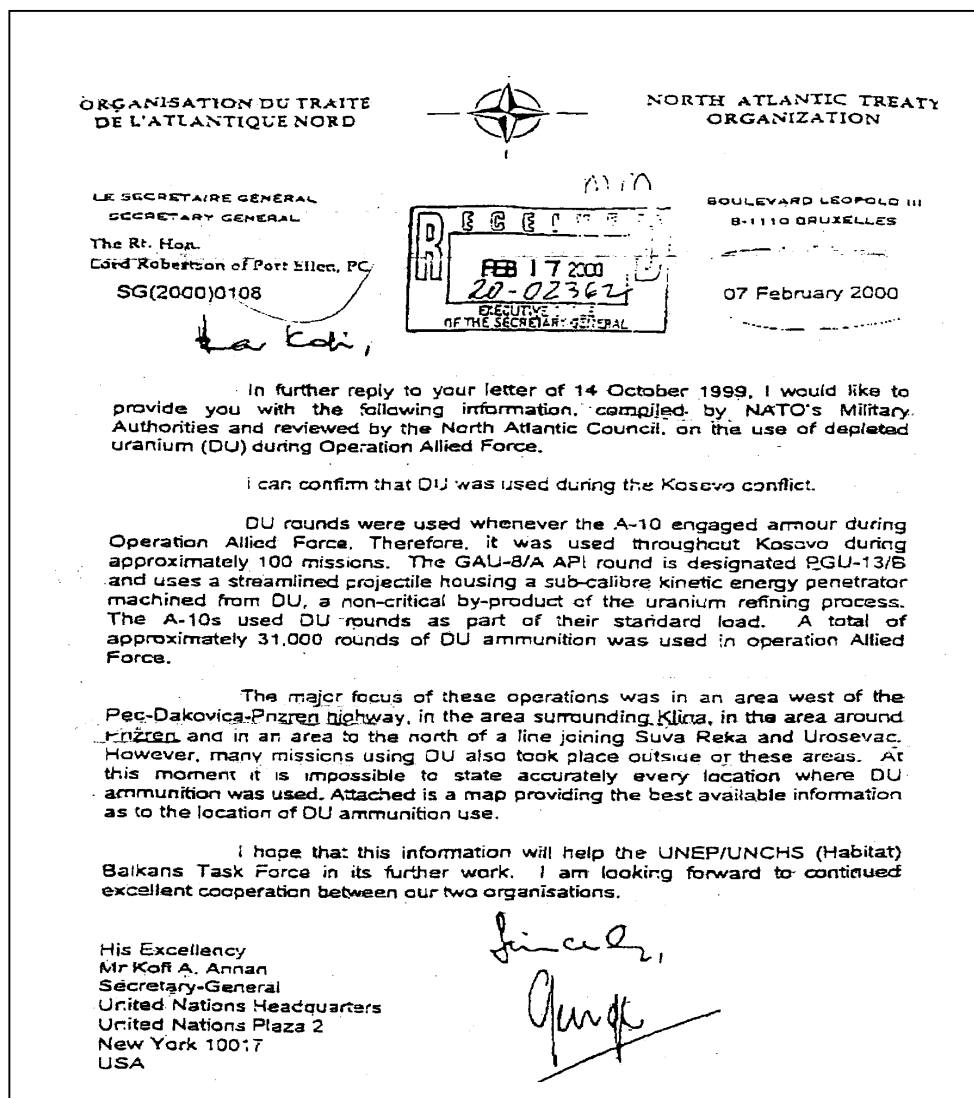 ORGANISATION DU TRAITE
DE L'ATLANTIQUE NORD
NORTH ATLANTIC TREATY
ORGANIZATION
LE SECRETAIRE GENERAL
SECRETARY GENERAL
The Rt. Hon.
Lord Robertson of Port Ellen, PC
SG(2000)0108
RECEIVED
FEB 17 2000
20-02362
EXECUTIVE
OF THE SECRETARY-GENERAL
BOULEVARD LEOPOLD III
B-1110 BRUXELLES
07 February 2000
Kofi,
In further reply to your letter of 14 October 1999, I would like to
provide you with the following information, compiled by NATO's Military
Authorities and reviewed by the North Atlantic Council, on the use of depleted
uranium (DU) during Operation Allied Force.
I can confirm that DU was used during the Kosovo conflict.
DU rounds were used whenever the A-10 engaged armour during
Operation Allied Force. Therefore, it was used throughout Kosovo during
approximately 100 missions. The GAU-8/A API round is designated PGU-13/B
and uses a streamlined projectile housing a sub-calibre kinetic energy penetrator
machined from DU, a non-critical by-product of the uranium refining process.
The A-10s used DU rounds as part of their standard load. A total of
approximately 31,000 rounds of DU ammunition was used in operation Allied
Force.
The major focus of these operations was in an area west of the
Pec-Dakovica-Prizren highway, in the area surrounding Klina, in the area around
Prizren and in an area to the north of a line joining Suva Reka and Urosevac.
However, many missions using DU also took place outside of these areas. At
this moment it is impossible to state accurately every location where DU
ammunition was used. Attached is a map providing the best available information
as to the location of DU ammunition use.
I hope that this information will help the UNEP/UNCHS (Habitat)
Balkans Task Force in its further work. I am looking forward to continued
excellent cooperation between our two organisations.
Sincerely,
George
His Excellency
Mr Kofi A. Annan
Secretary-General
United Nations Headquarters
United Nations Plaza 2
New York 10017
USA